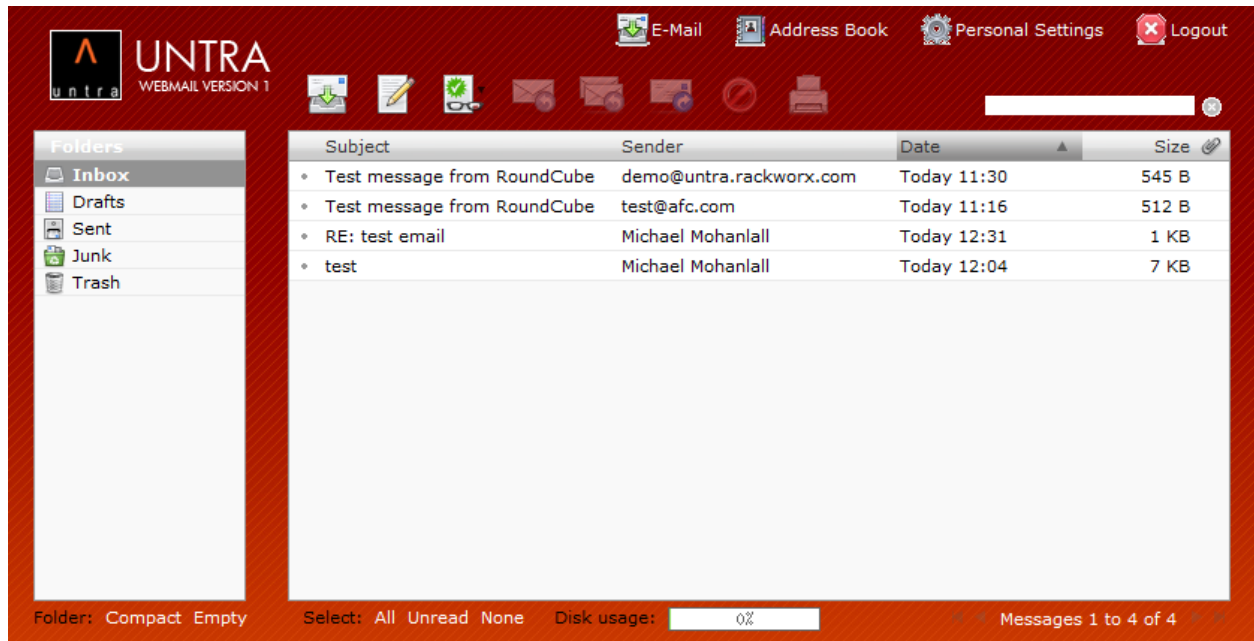 E-Mail Address Book Personal Settings Logout
Λ
untra
UNTRA
WEBMAIL VERSION 1
Folders
Inbox
Drafts
Sent
Junk
Trash
Subject Sender Date Size
Test message from RoundCube demo@untra.rackworx.com Today 11:30 545 B
Test message from RoundCube test@afc.com Today 11:16 512 B
RE: test email Michael Mohanlall Today 12:31 1 KB
test Michael Mohanlall Today 12:04 7 KB
Folder: Compact Empty
Select: All Unread None Disk usage: 0% Messages 1 to 4 of 4